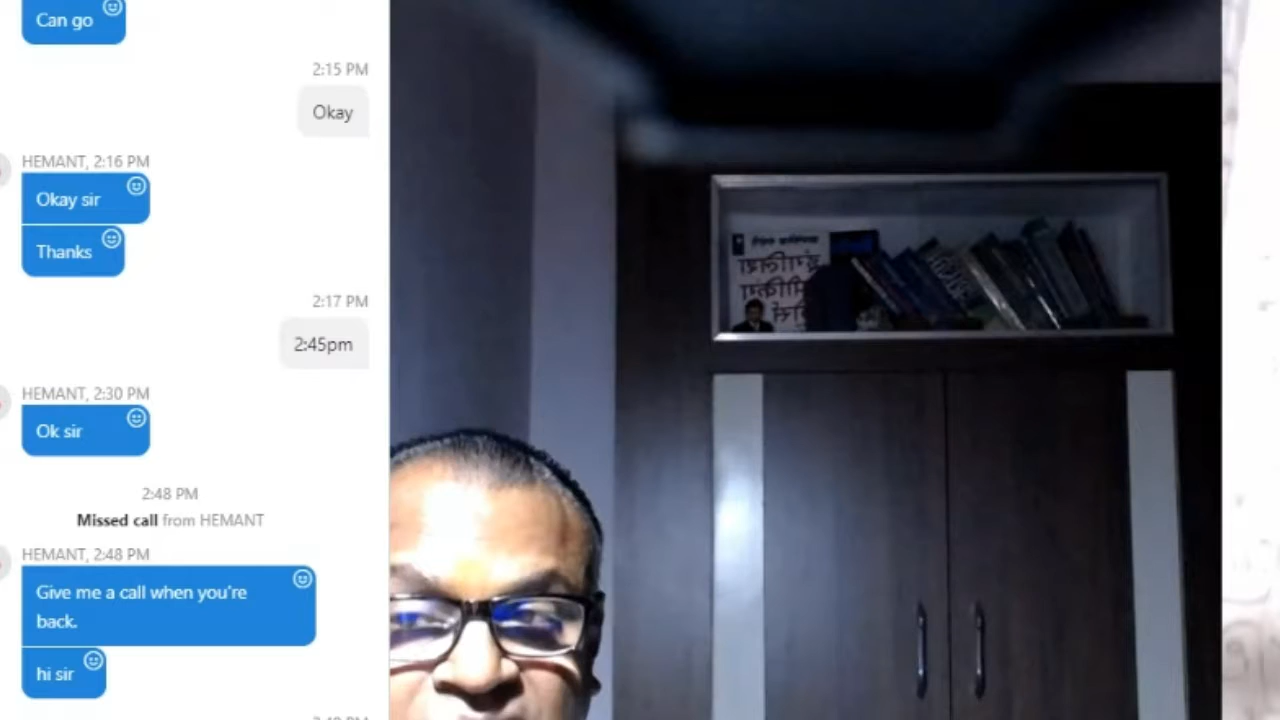 Can go
2:15 PM
Okay
HEMANT, 2:16 PM
Okay sir
Thanks
2:17 PM
2:45pm
HEMANT, 2:30 PM
Ok sir
2:48 PM
Missed call from HEMANT
HEMANT, 2:48 PM
Give me a call when you're
back.
hi sir
इंगलिश
स्पीकिंग
कोर्स